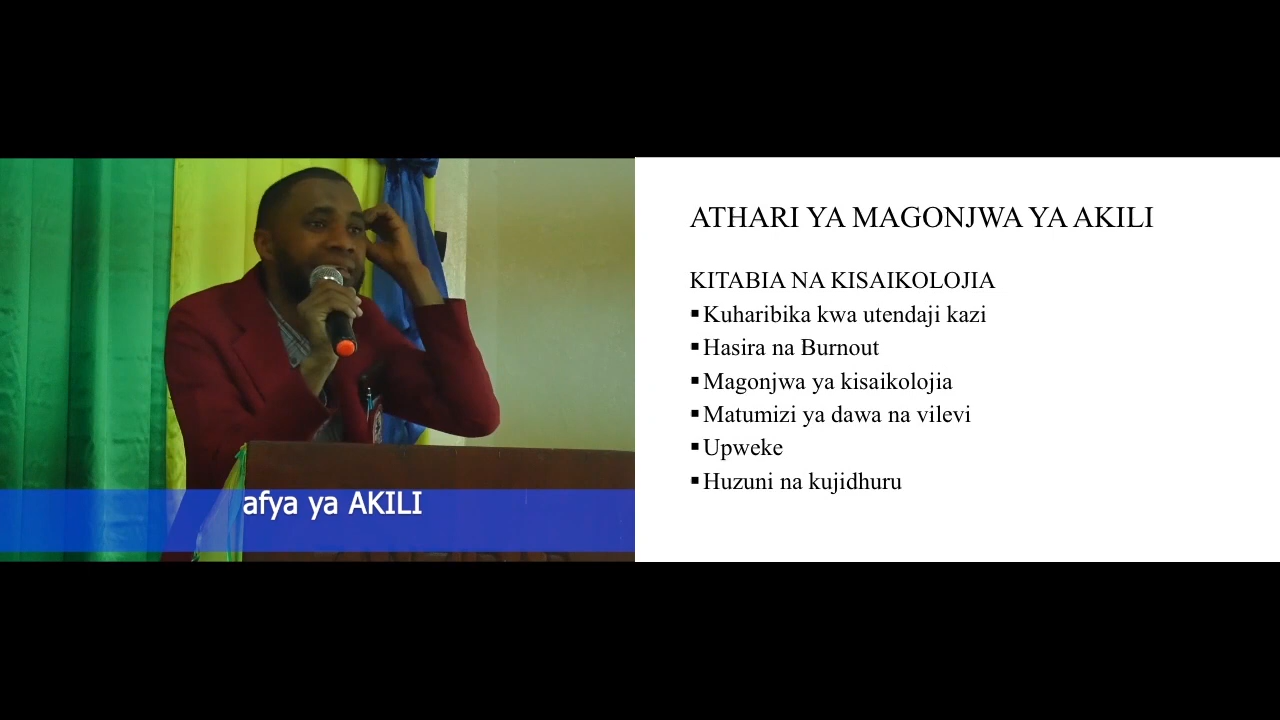 afya ya AKILI
ATHARI YA MAGONJWA YA AKILI
KITABIA NA KISAIKOLOJIA
▪Kuharibika kwa utendaji kazi
▪Hasira na Burnout
▪Magonjwa ya kisaikolojia
▪Matumizi ya dawa na vilevi
▪Upweke
▪Huzuni na kujidhuru